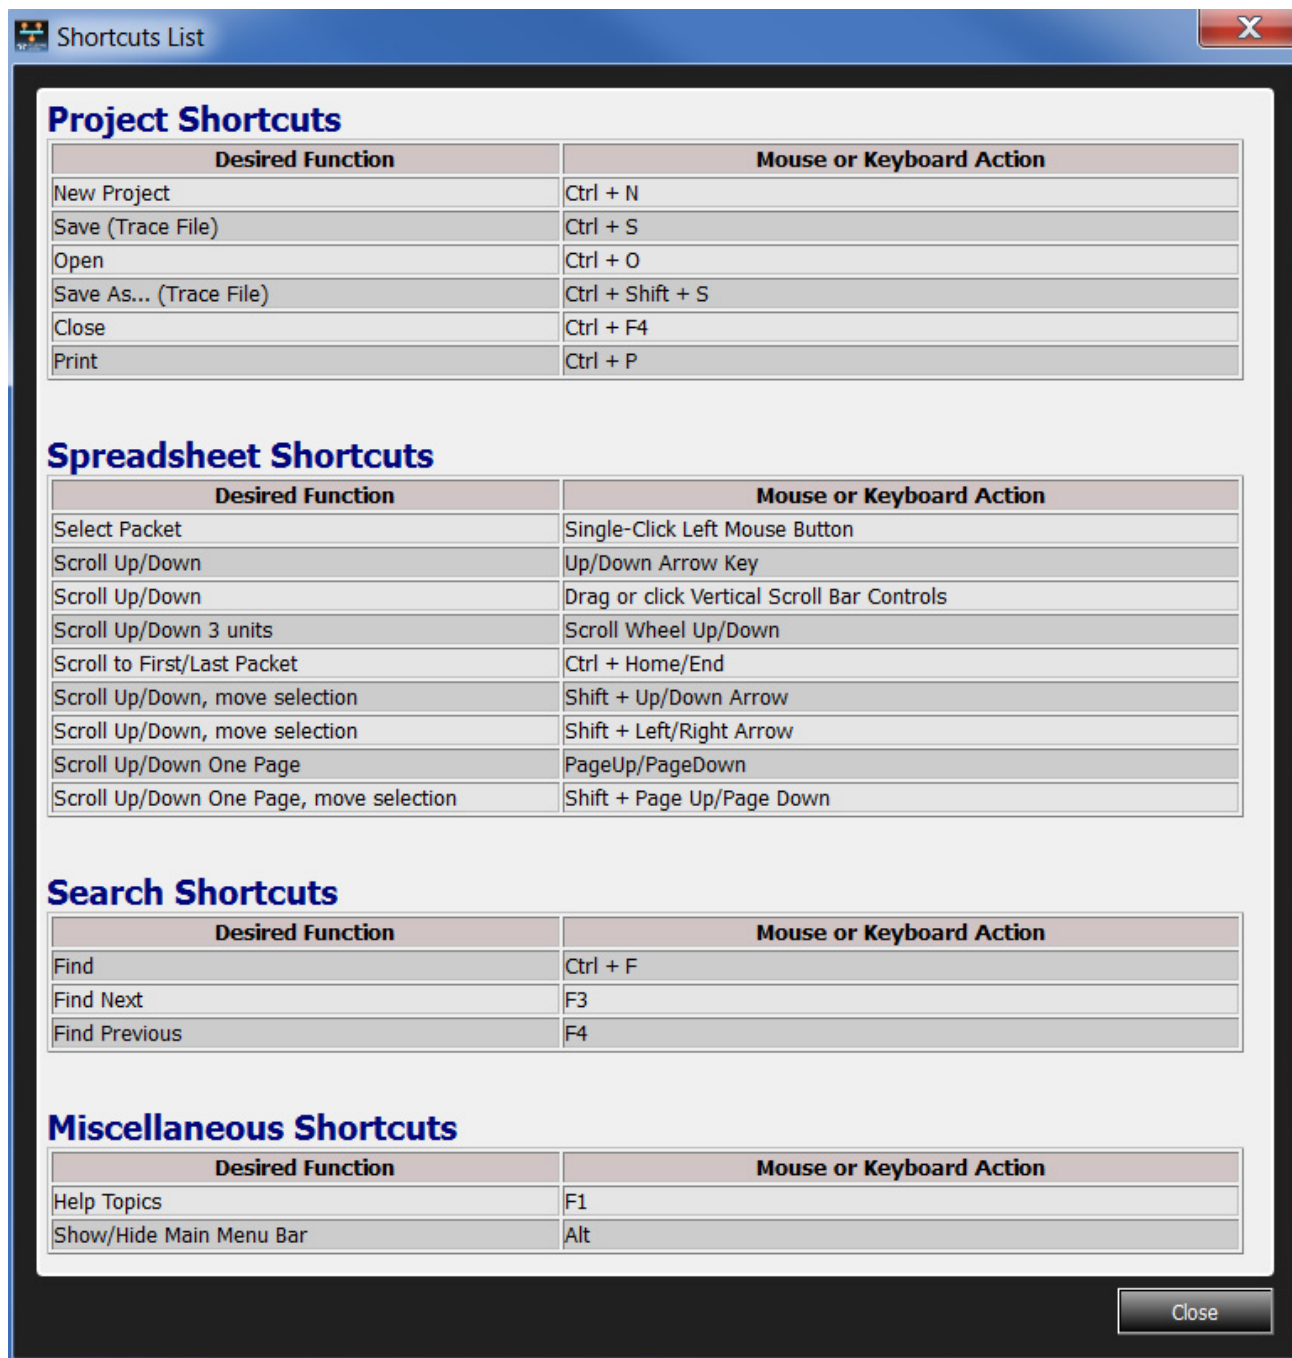 Shortcuts List
X
Project Shortcuts
Desired Function Mouse or Keyboard Action
New Project Ctrl + N
Save (Trace File) Ctrl + S
Open Ctrl + O
Save As... (Trace File) Ctrl + Shift + S
Close Ctrl + F4
Print Ctrl + P
Spreadsheet Shortcuts
Desired Function Mouse or Keyboard Action
Select Packet Single-Click Left Mouse Button
Scroll Up/Down Up/Down Arrow Key
Scroll Up/Down Drag or click Vertical Scroll Bar Controls
Scroll Up/Down 3 units Scroll Wheel Up/Down
Scroll to First/Last Packet Ctrl + Home/End
Scroll Up/Down, move selection Shift + Up/Down Arrow
Scroll Up/Down, move selection Shift + Left/Right Arrow
Scroll Up/Down One Page PageUp/PageDown
Scroll Up/Down One Page, move selection Shift + Page Up/Page Down
Search Shortcuts
Desired Function Mouse or Keyboard Action
Find Ctrl + F
Find Next F3
Find Previous F4
Miscellaneous Shortcuts
Desired Function Mouse or Keyboard Action
Help Topics F1
Show/Hide Main Menu Bar Alt
Close